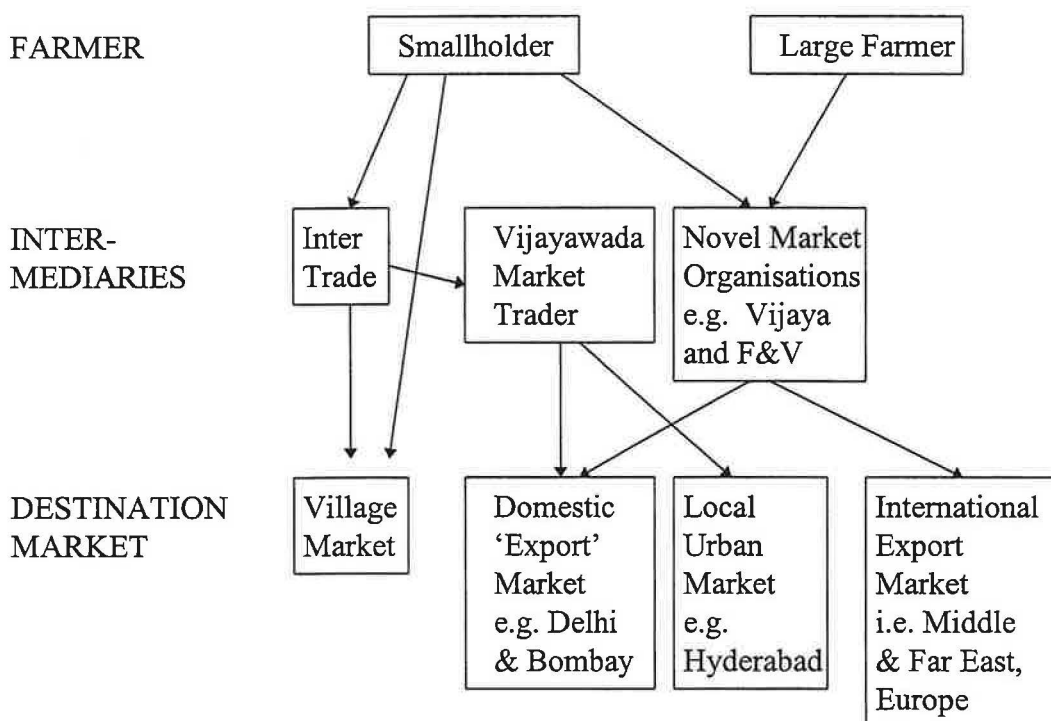 FARMER
Smallholder
Large Farmer
INTER-
MEDIARIES
Inter
Trade
Vijayawada
Market
Trader
Novel Market
Organisations
e.g. Vijaya
and F&V
DESTINATION
MARKET
Village
Market
Domestic
‘Export’
Market
e.g. Delhi
& Bombay
Local
Urban
Market
e.g.
Hyderabad
International
Export
Market
i.e. Middle
& Far East,
Europe